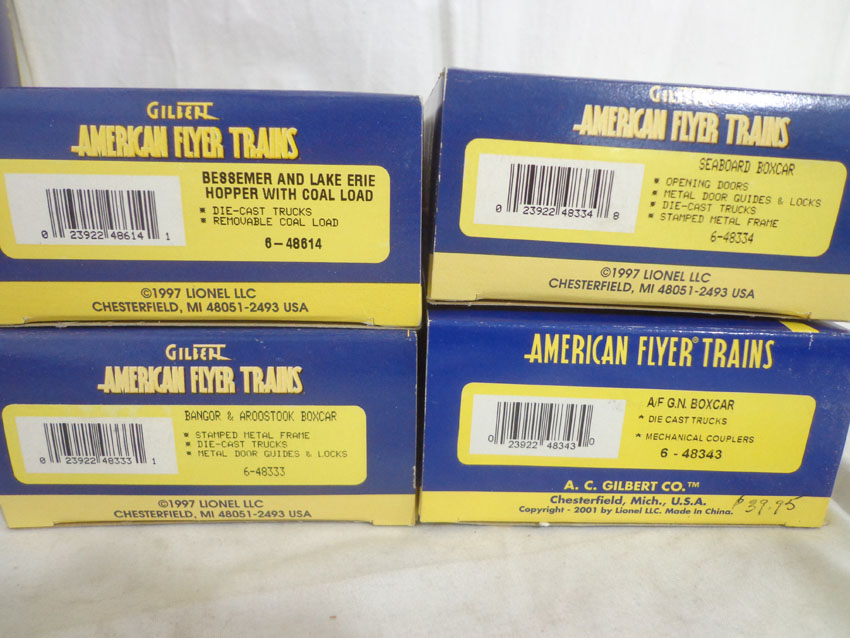 GILBERT
AMERICAN FLYER TRAINS
BESSEMER AND LAKE ERIE
HOPPER WITH COAL LOAD
* DIE-CAST TRUCKS
* REMOVABLE COAL LOAD
6-48614
0 23922 48614 1
©1997 LIONEL LLC
CHESTERFIELD, MI 48051-2493 USA
GILBERT
AMERICAN FLYER TRAINS
SEABOARD BOXCAR
* OPENING DOORS
* METAL DOOR GUIDES & LOCKS
* DIE-CAST TRUCKS
* STAMPED METAL FRAME
6-48334
0 23922 48334 8
©1997 LIONEL LLC
CHESTERFIELD, MI 48051-2493 USA
GILBERT
AMERICAN FLYER TRAINS
BANGOR & AROOSTOOK BOXCAR
* STAMPED METAL FRAME
* DIE-CAST TRUCKS
* METAL DOOR GUIDES & LOCKS
6-48333
0 23922 48333 1
©1997 LIONEL LLC
CHESTERFIELD, MI 48051-2493 USA
AMERICAN FLYER® TRAINS
A/F G.N. BOXCAR
^ DIE CAST TRUCKS
^ MECHANICAL COUPLERS
6 - 48343
0 23922 48343 0
A. C. GILBERT CO.™
Chesterfield, Mich., U.S.A.
Copyright - 2001 by Lionel LLC. Made In China.
$39.95